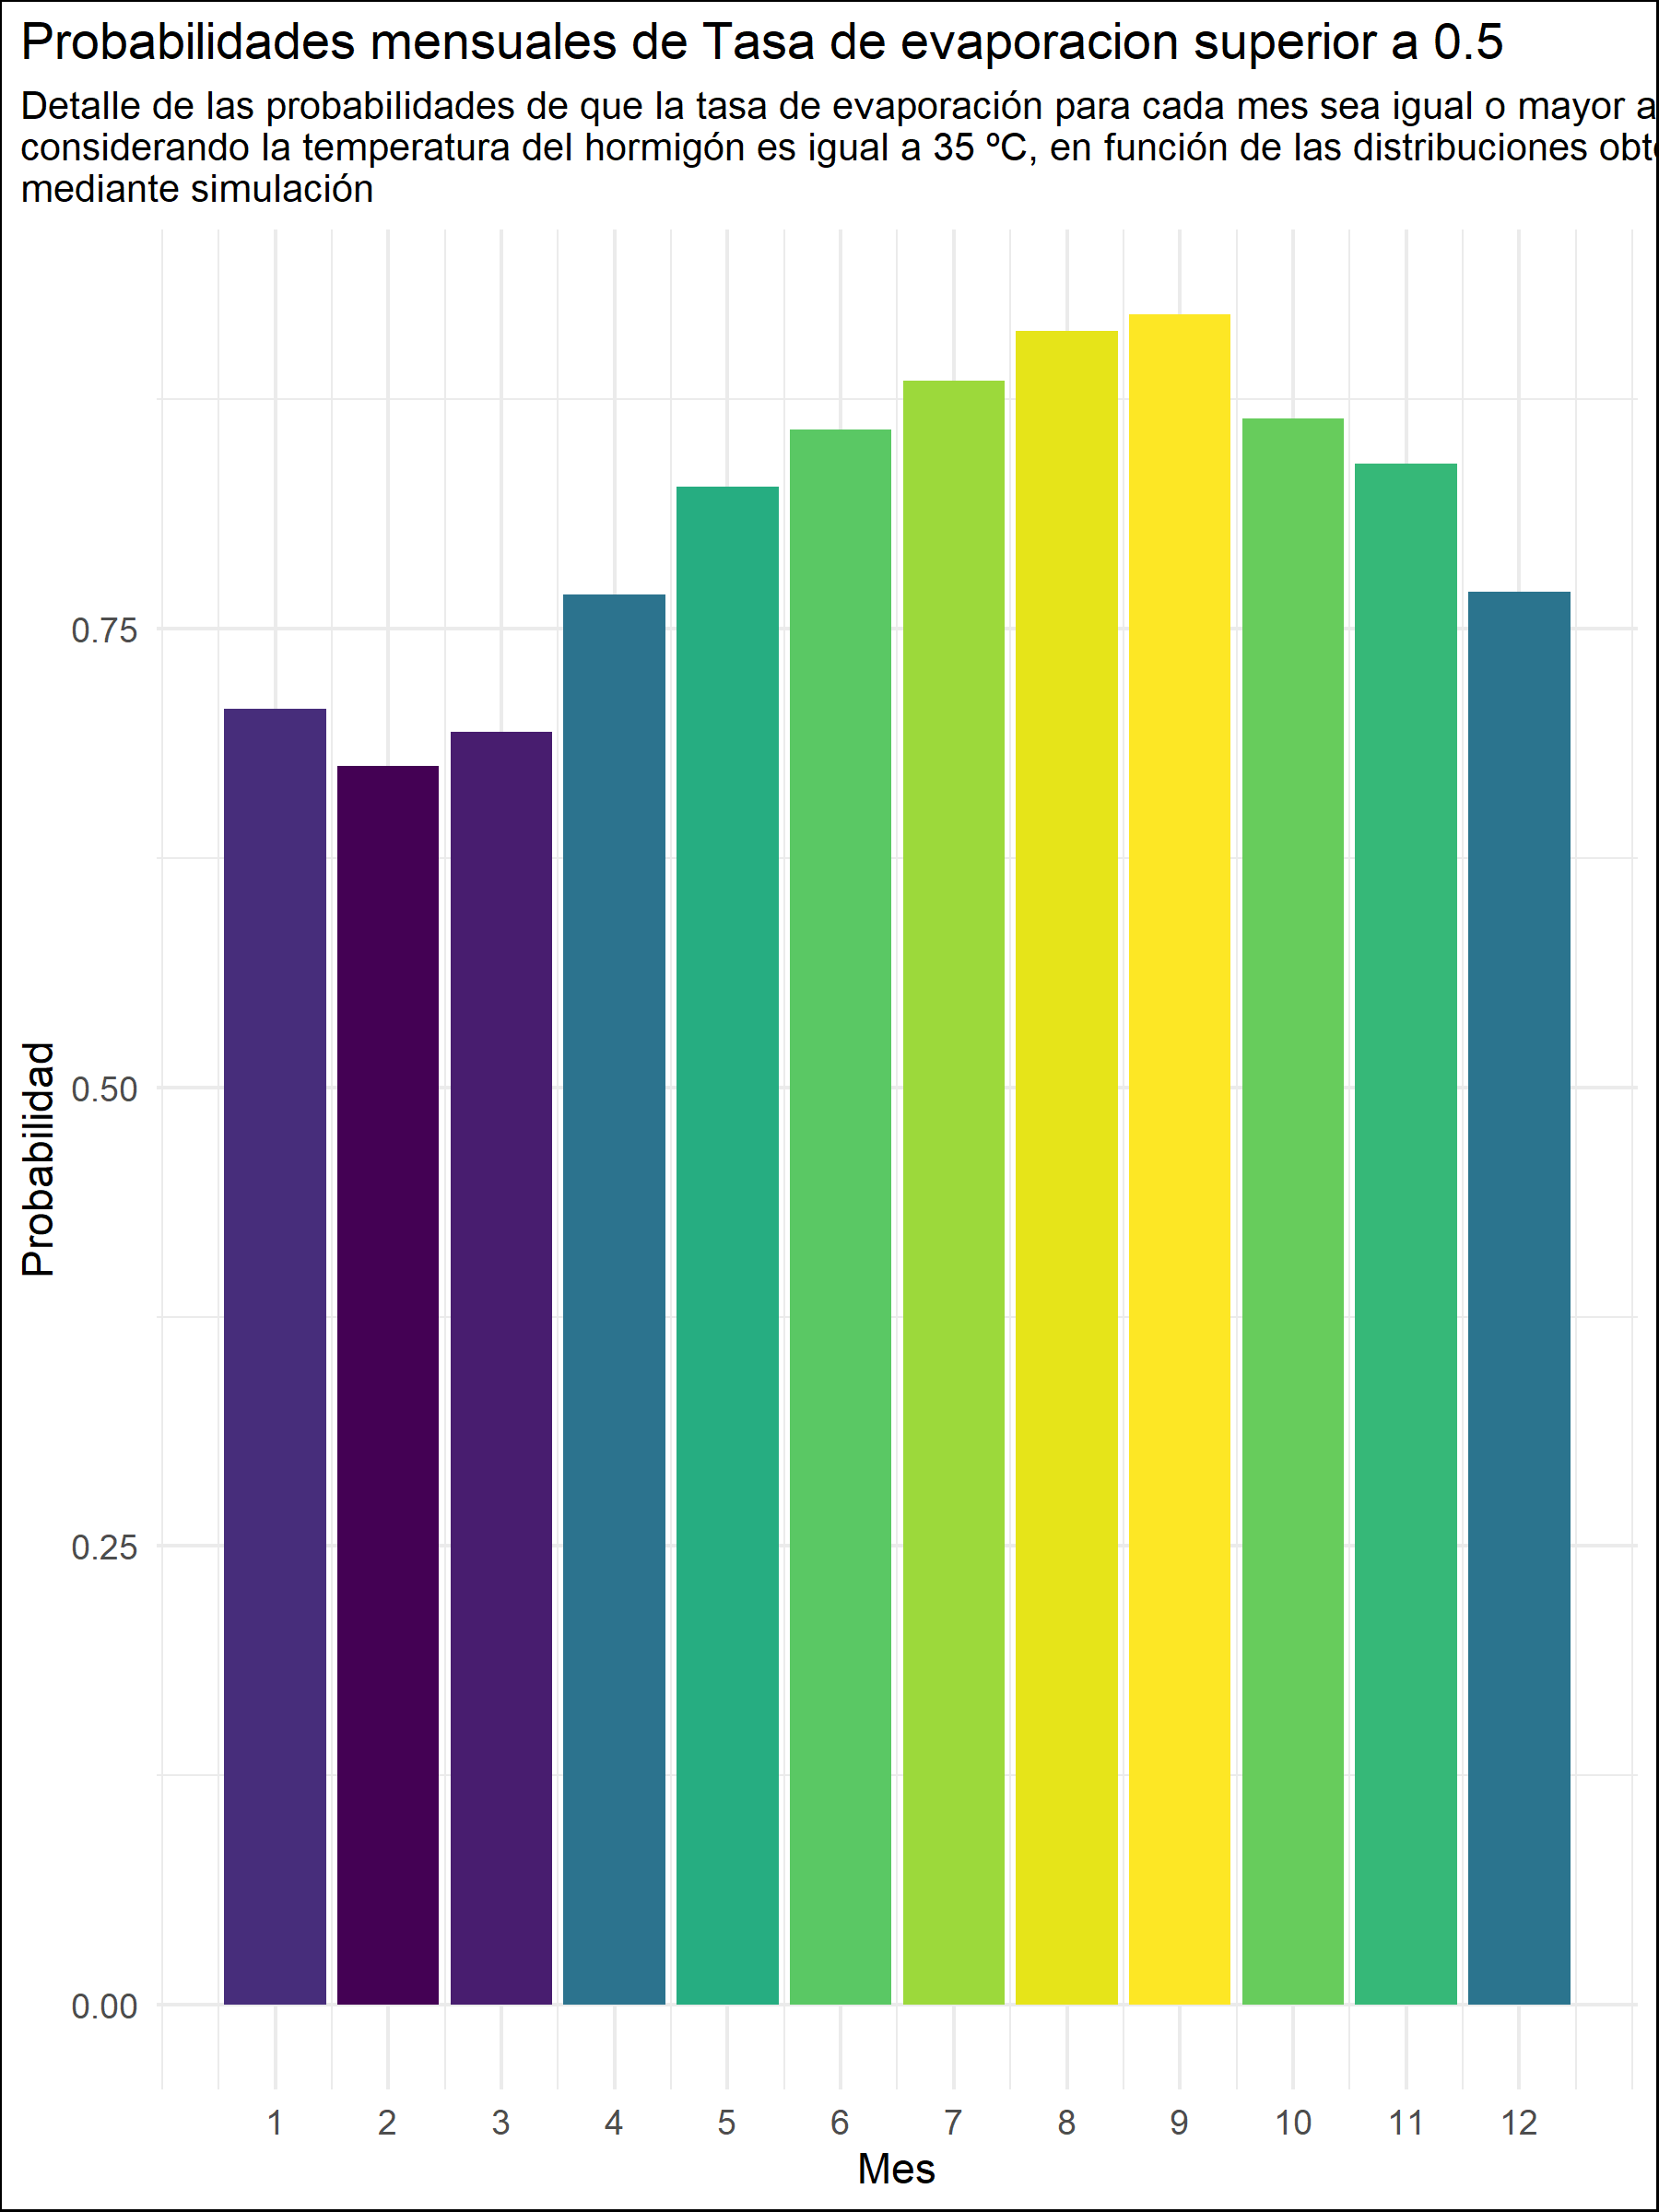 Probabilidades mensuales de Tasa de evaporacion superior a 0.5
Detalle de las probabilidades de que la tasa de evaporación para cada mes sea igual o mayor a
considerando la temperatura del hormigón es igual a 35 ºC, en función de las distribuciones
mediante simulación
0.75
0.50
0.25
0.00
Probabilidad
1 2 3 4 5 6 7 8 9 10 11 12
Mes